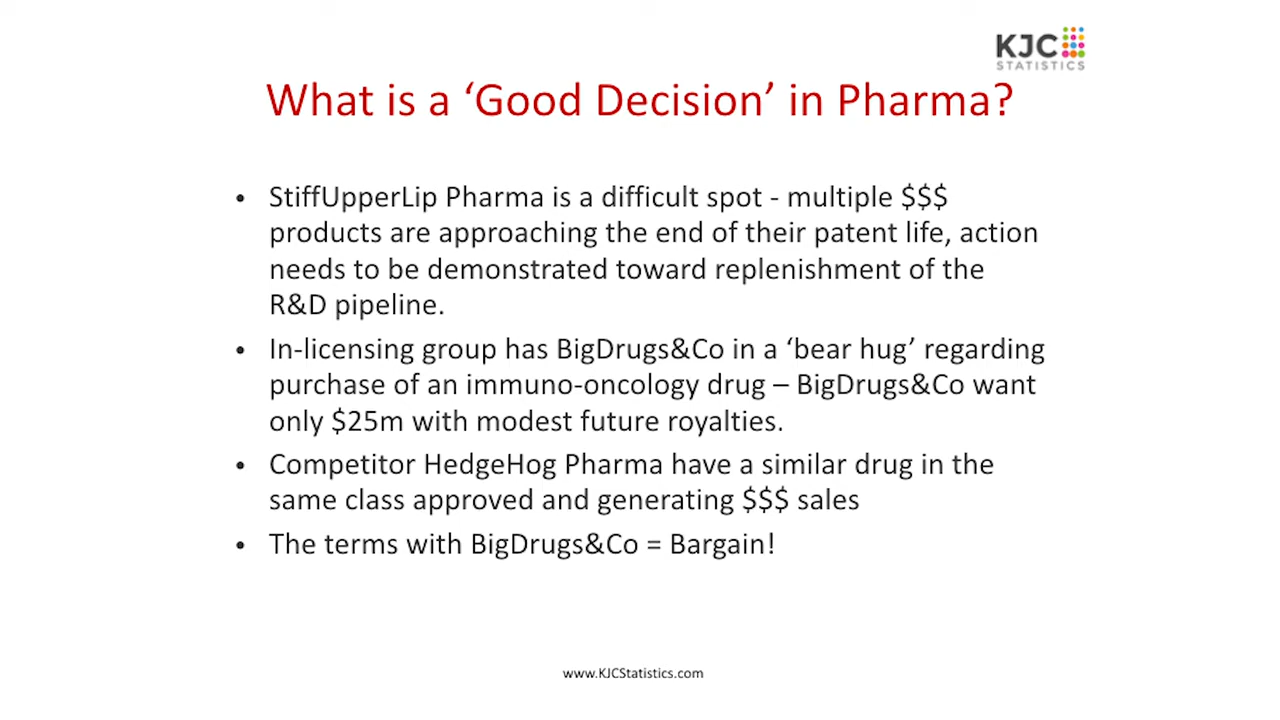 KJC
STATISTICS
What is a ‘Good Decision’ in Pharma?
• StiffUpperLip Pharma is a difficult spot - multiple $$$
products are approaching the end of their patent life, action
needs to be demonstrated toward replenishment of the
R&D pipeline.
• In-licensing group has BigDrugs&Co in a ‘bear hug’ regarding
purchase of an immuno-oncology drug – BigDrugs&Co want
only $25m with modest future royalties.
• Competitor HedgeHog Pharma have a similar drug in the
same class approved and generating $$$ sales
• The terms with BigDrugs&Co = Bargain!
www.KJCStatistics.com